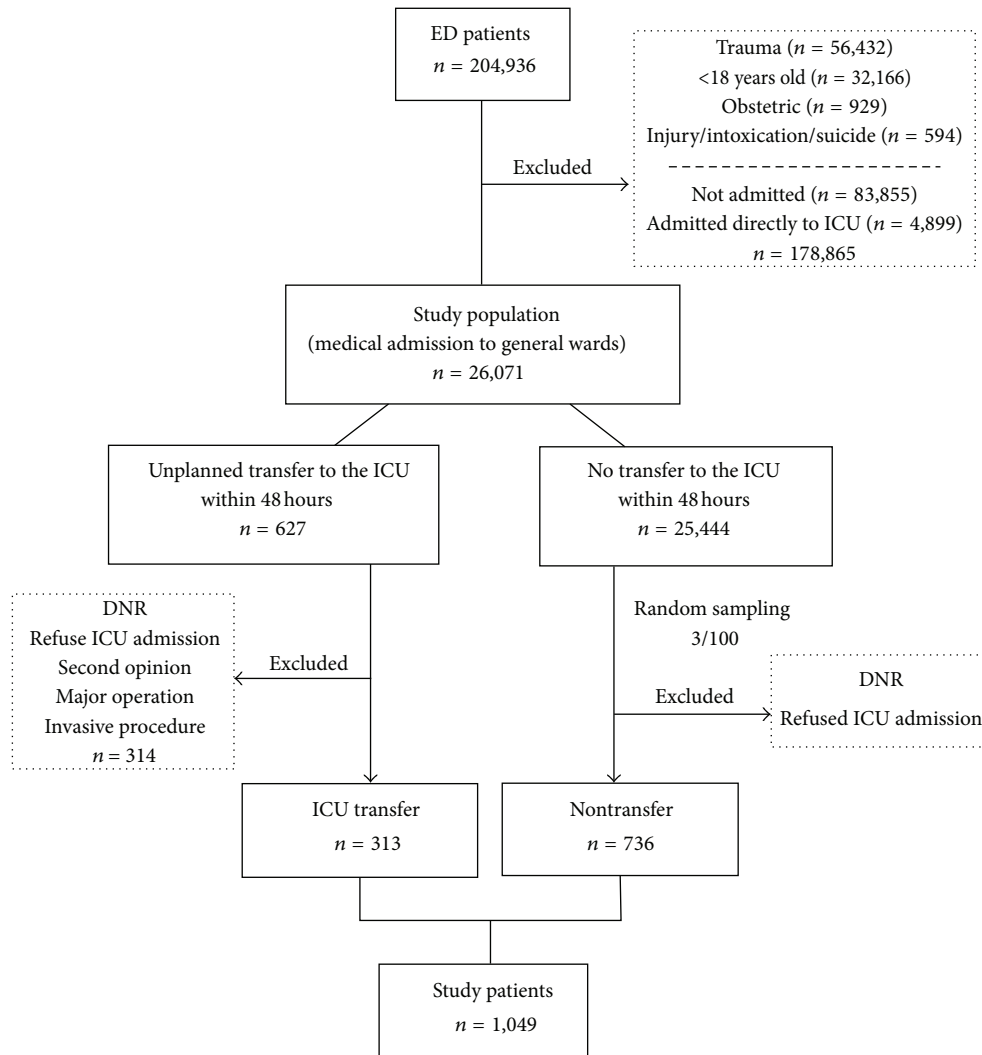 ED patients
n = 204,936
Trauma (n = 56,432)
<18 years old (n = 32,166)
Obstetric (n = 929)
Injury/intoxication/suicide (n = 594)
Not admitted (n = 83,855)
Admitted directly to ICU (n = 4,899)
n = 178,865
Excluded
Study population
(medical admission to general wards)
n = 26,071
Unplanned transfer to the ICU
within 48 hours
n = 627
No transfer to the ICU
within 48 hours
n = 25,444
DNR
Refuse ICU admission
Second opinion
Major operation
Invasive procedure
n = 314
Excluded
Random sampling
3/100
Excluded
DNR
Refused ICU admission
ICU transfer
n = 313
Nontransfer
n = 736
Study patients
n = 1,049